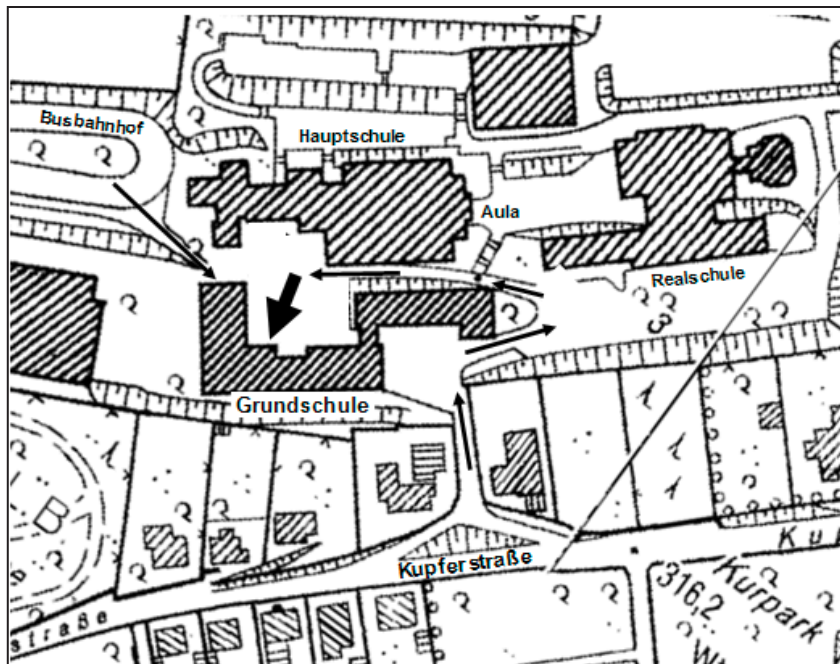 Busbahnhof
Hauptschule
Aula
Realschule
Grundschule
B
Kupferstraße
straße
316,2
Kurpark